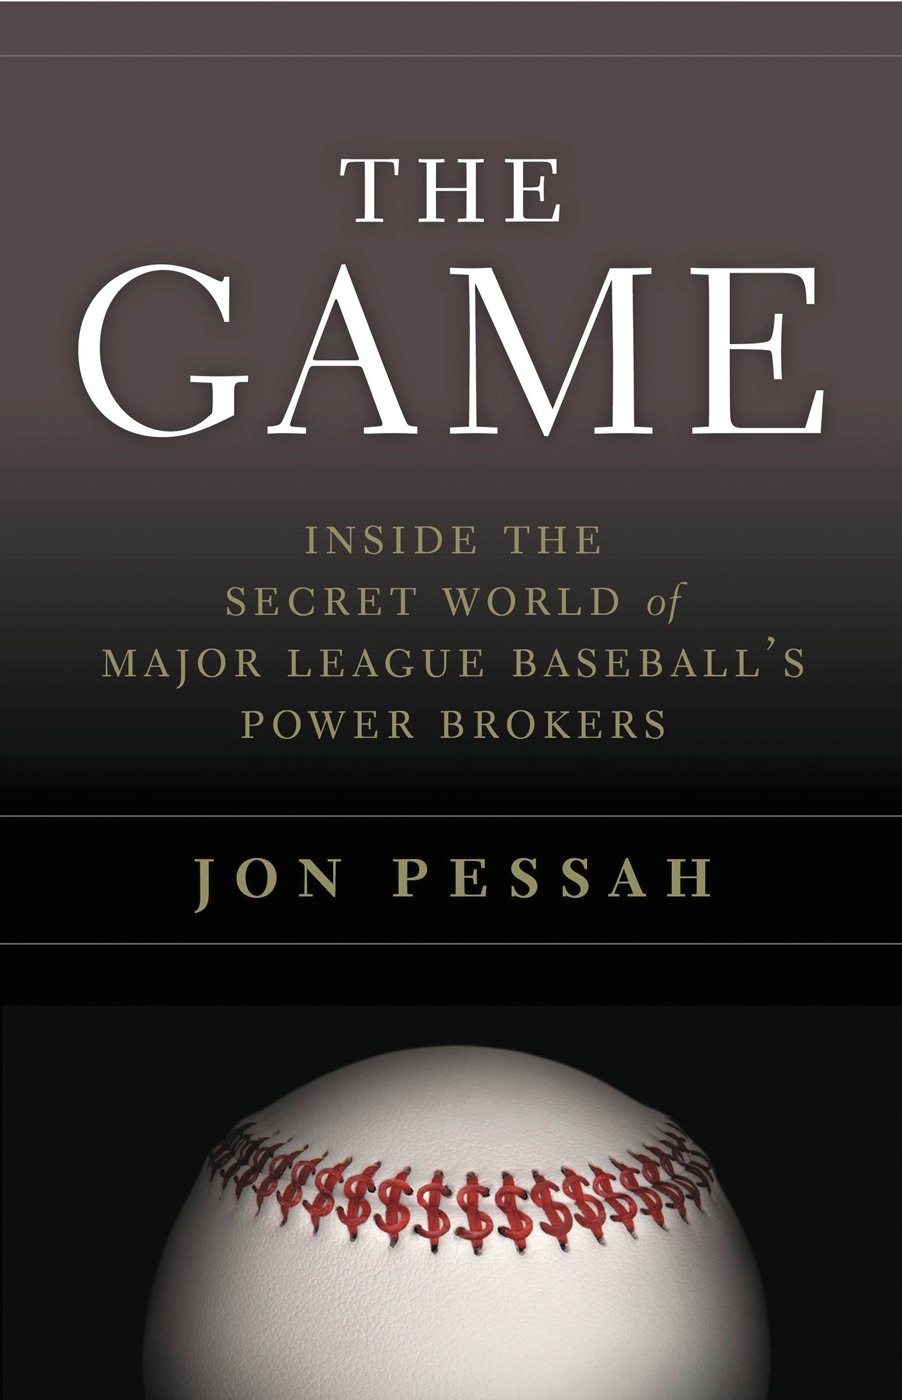 THE
GAME
INSIDE THE
SECRET WORLD of
MAJOR LEAGUE BASEBALL'S
POWER BROKERS
JON PESSAH